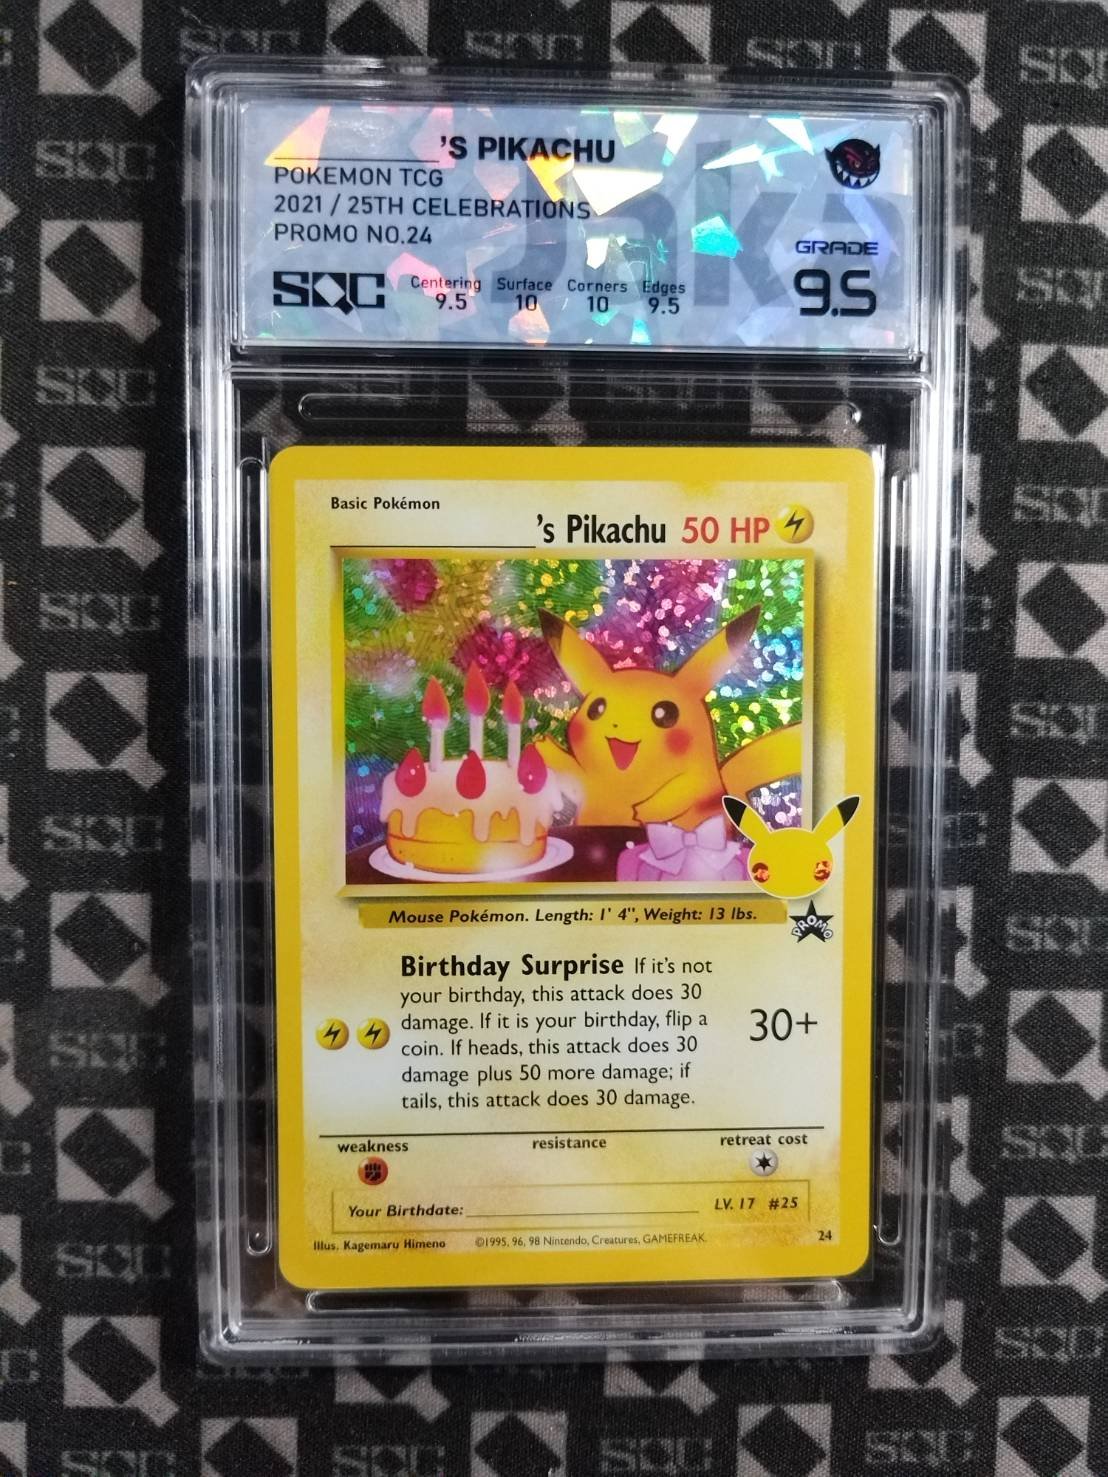 _________'S PIKACHU
POKEMON TCG
2021 / 25TH CELEBRATIONS
PROMO NO.24
GRADE
9.5
SQC
Centering Surface Corners Edges
9.5 10 10 9.5
Basic Pokémon
_________'s Pikachu 50 HP
Mouse Pokémon. Length: 1' 4", Weight: 13 lbs.
PROMO
Birthday Surprise If it's not
your birthday, this attack does 30
damage. If it is your birthday, flip a
coin. If heads, this attack does 30
damage plus 50 more damage; if
tails, this attack does 30 damage.
30+
weakness resistance retreat cost
Your Birthdate:_________ LV. 17 #25
Illus. Kagemaru Himeno ©1995, 96, 98 Nintendo, Creatures, GAMEFREAK. 24